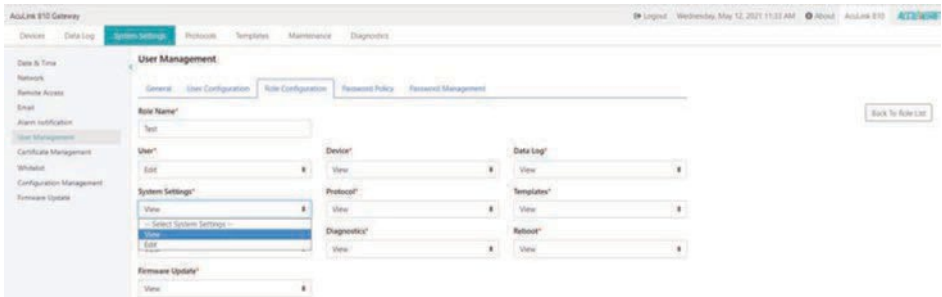 AcuLink 810 Gateway
Logout Wednesday, May 12, 2021 11:33 AM About AcuLink 810
Devices Data Log System Settings Protocols Templates Maintenance Diagnostics
Date & Time
Network
Remote Access
Email
Alarm notification
User Management
Certificate Management
Whitelist
Configuration Management
Firmware Update
User Management
General User Configuration Role Configuration Password Policy Password Management
Back To Role List
Role Name*
Test
User* Device* Data Log*
Edit View View
System Settings* Protocol* Templates*
View View View
-- Select System Settings --
View
Edit
Diagnostics* Reboot*
View View
Firmware Update*
View